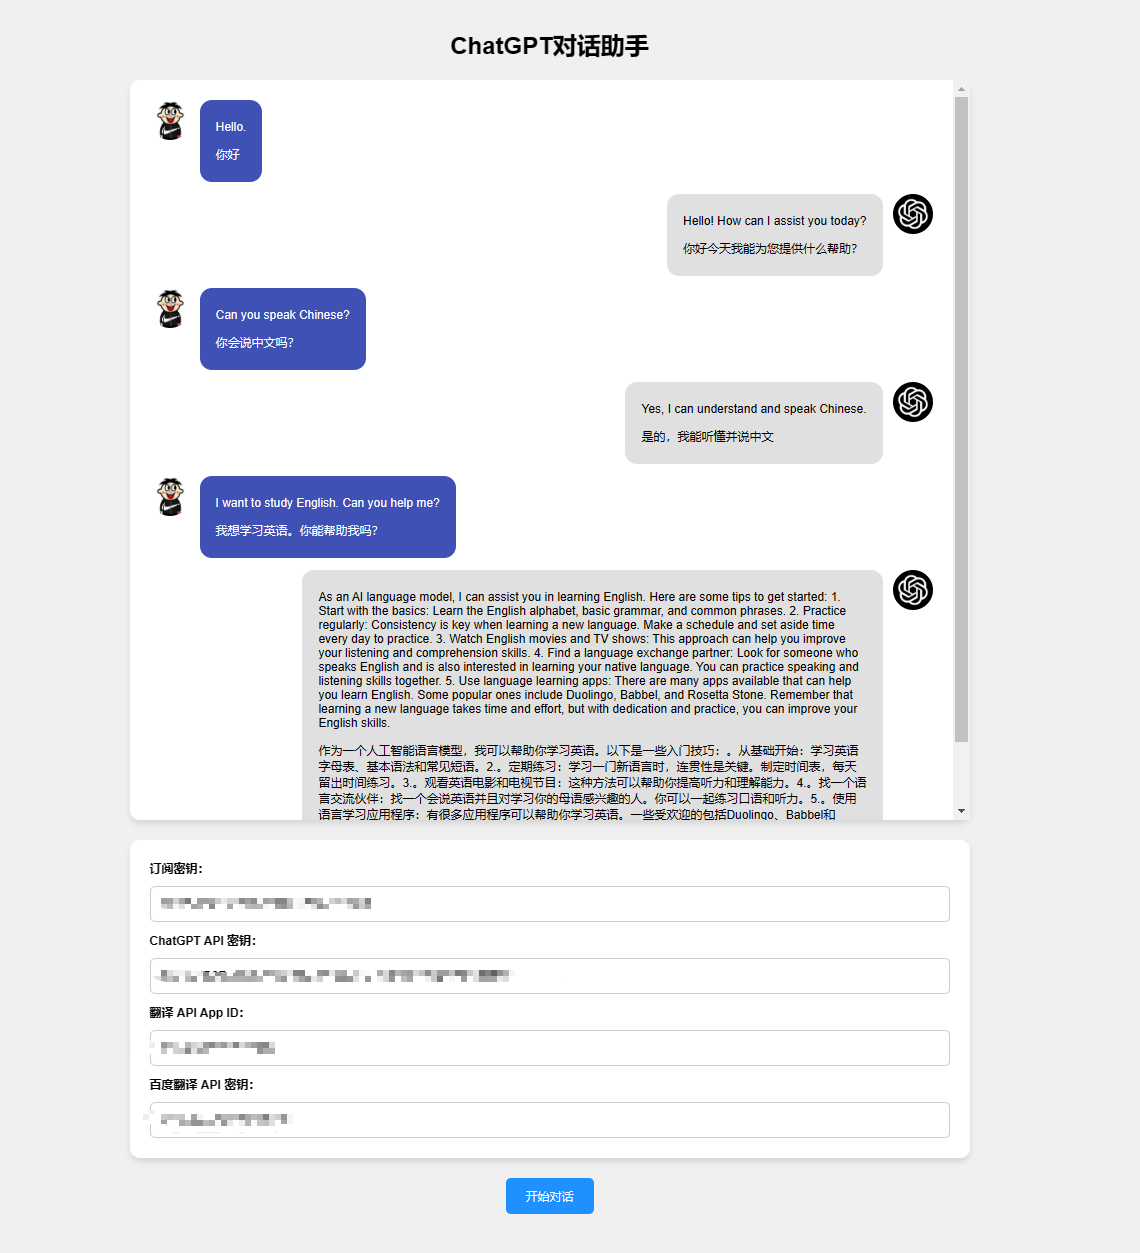 ChatGPT对话助手
Hello.
你好
Hello! How can I assist you today?
你好今天我能为您提供什么帮助?
Can you speak Chinese?
你会说中文吗?
Yes, I can understand and speak Chinese.
是的，我能听懂并说中文
I want to study English. Can you help me?
我想学习英语。你能帮助我吗?
As an AI language model, I can assist you in learning English. Here are some tips to get started: 1.
Start with the basics: Learn the English alphabet, basic grammar, and common phrases. 2. Practice
regularly: Consistency is key when learning a new language. Make a schedule and set aside time
every day to practice. 3. Watch English movies and TV shows: This approach can help you improve
your listening and comprehension skills. 4. Find a language exchange partner: Look for someone who
speaks English and is also interested in learning your native language. You can practice speaking and
listening skills together. 5. Use language learning apps: There are many apps available that can help
you learn English. Some popular ones include Duolingo, Babbel, and Rosetta Stone. Remember that
learning a new language takes time and effort, but with dedication and practice, you can improve your
English skills.
作为一个人工智能语言模型，我可以帮助你学习英语。以下是一些入门技巧：。从基础开始：学习英语
字母表、基本语法和常见短语。2.。定期练习：学习一门新语言时，连贯性是关键。制定时间表，每天
留出时间练习。3.。观看英语电影和电视节目：这种方法可以帮助你提高听力和理解能力。4.。找一个语
言交流伙伴：找一个会说英语并且对学习你的母语感兴趣的人。你可以一起练习口语和听力。5.。使用
语言学习应用程序：有很多应用程序可以帮助你学习英语。一些受欢迎的包括Duolingo、Babbel和
订阅密钥：
ChatGPT API 密钥：
翻译 API App ID：
百度翻译 API 密钥：
开始对话